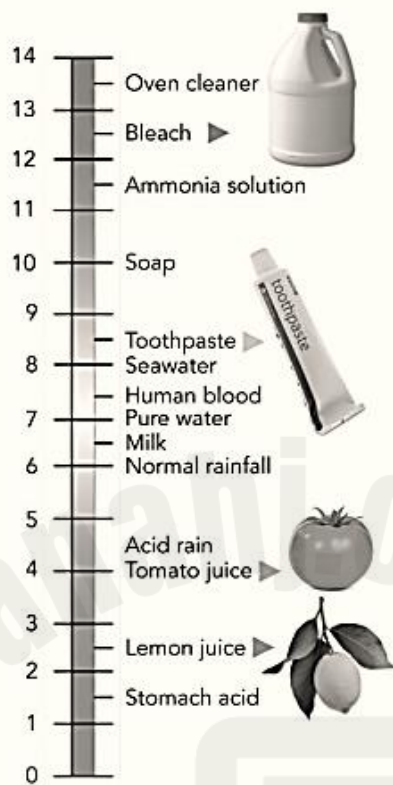 14
Oven cleaner
13
Bleach
12
Ammonia solution
11
10 Soap
9
toothpaste
Toothpaste
8 Seawater
Human blood
7 Pure water
Milk
6 Normal rainfall
5
Acid rain
4 Tomato juice
3
Lemon juice
2
Stomach acid
1
0